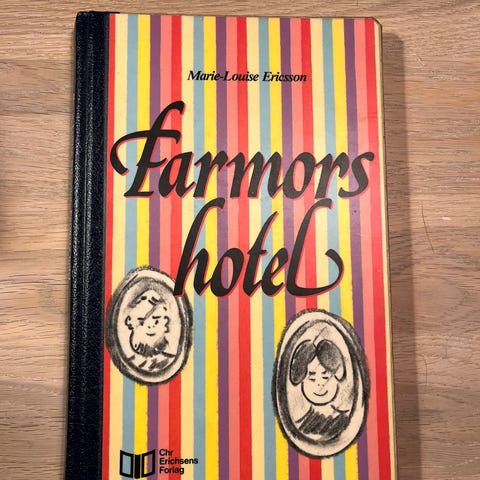 Marie-Louise Ericsson
Farmors
hotel
Chr
Erichsens
Forlag